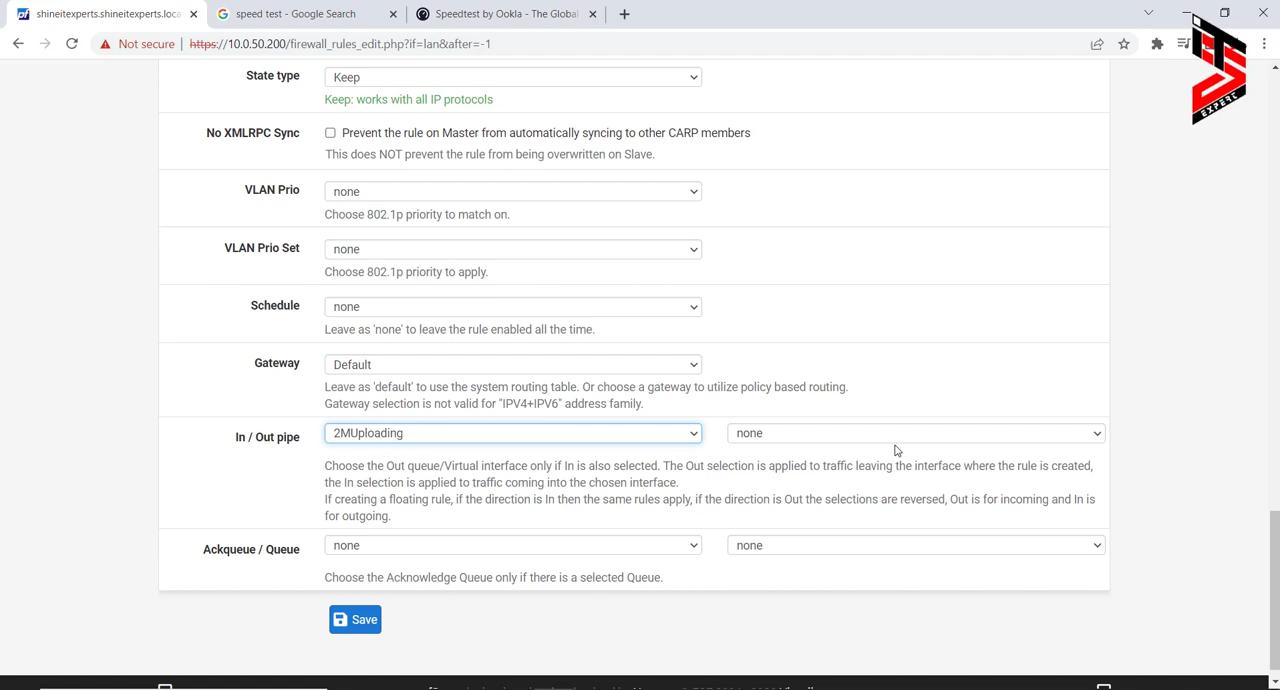 shineitexperts.shineitexperts.loca
speed test - Google Search
Speedtest by Ookla - The Global
Not secure
https://10.0.50.200/firewall_rules_edit.php?if=lan&after=-1
ITS
EXPERT
State type
Keep
Keep: works with all IP protocols
No XMLRPC Sync
Prevent the rule on Master from automatically syncing to other CARP members
This does NOT prevent the rule from being overwritten on Slave.
VLAN Prio
none
Choose 802.1p priority to match on.
VLAN Prio Set
none
Choose 802.1p priority to apply.
Schedule
none
Leave as 'none' to leave the rule enabled all the time.
Gateway
Default
Leave as 'default' to use the system routing table. Or choose a gateway to utilize policy based routing.
Gateway selection is not valid for "IPV4+IPV6" address family.
In / Out pipe
2MUploading
none
Choose the Out queue/Virtual interface only if In is also selected. The Out selection is applied to traffic leaving the interface where the rule is created,
the In selection is applied to traffic coming into the chosen interface.
If creating a floating rule, if the direction is In then the same rules apply, if the direction is Out the selections are reversed, Out is for incoming and In is
for outgoing.
Ackqueue / Queue
none
none
Choose the Acknowledge Queue only if there is a selected Queue.
Save